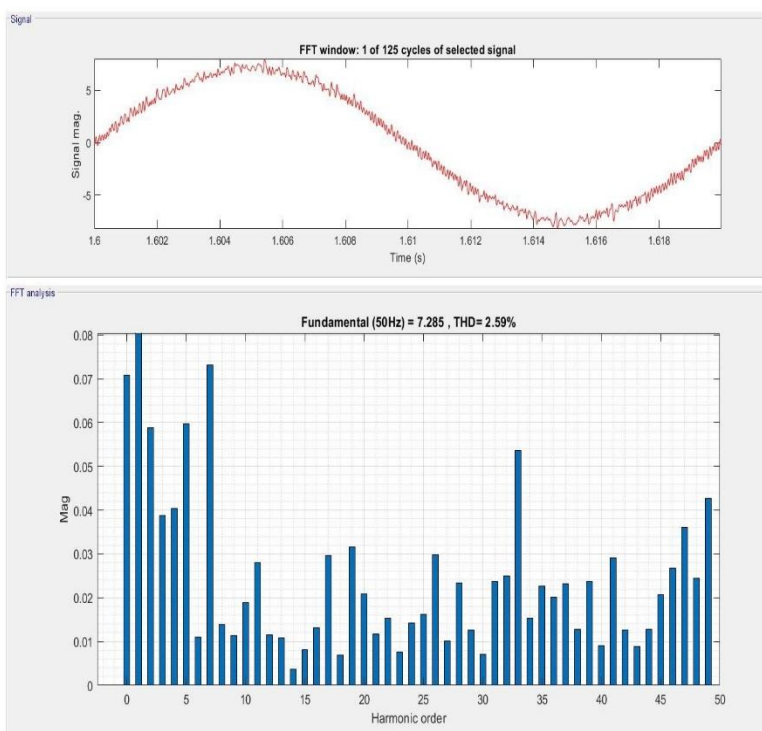 Signal
FFT window: 1 of 125 cycles of selected signal
Signal mag.
5
0
-5
1.6 1.602 1.604 1.606 1.608 1.61 1.612 1.614 1.616 1.618
Time (s)
FFT analysis
Fundamental (50Hz) = 7.285 , THD= 2.59%
Mag
0.08
0.07
0.06
0.05
0.04
0.03
0.02
0.01
0
0 5 10 15 20 25 30 35 40 45 50
Harmonic order